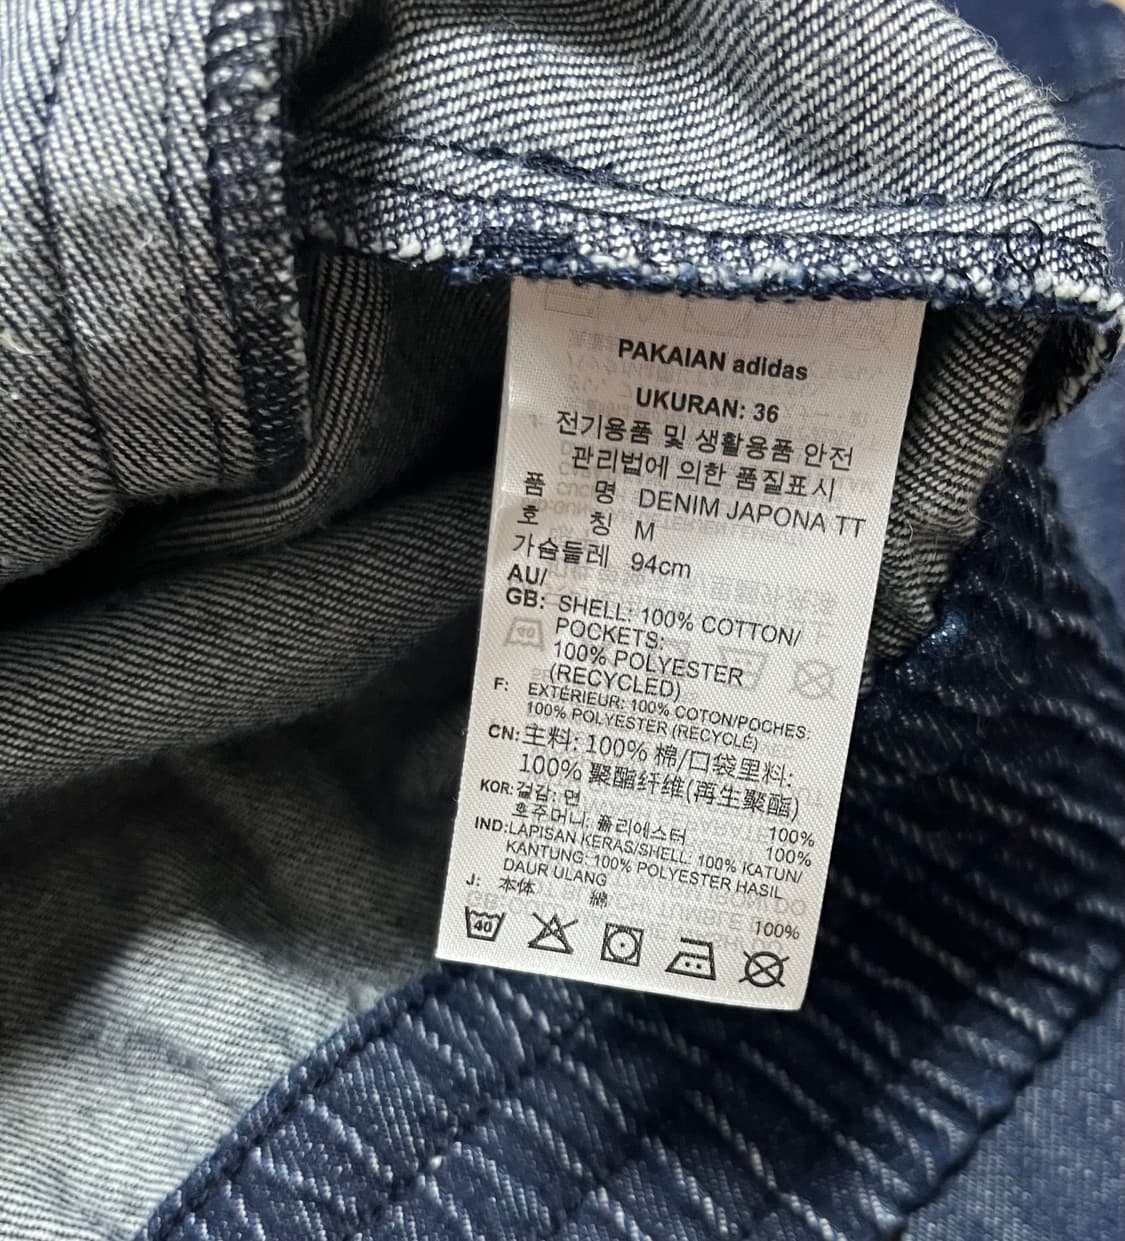 PAKAIAN adidas
UKURAN: 36
전기용품 및 생활용품 안전
관리법에 의한 품질표시
품 명 DENIM JAPONA TT
호 칭 M
가슴둘레 94cm
AU/
GB: SHELL: 100% COTTON/
POCKETS:
100% POLYESTER
(RECYCLED)
F: EXTÉRIEUR: 100% COTON/POCHES:
100% POLYESTER (RECYCLÉ)
CN: 主料: 100% 棉/口袋里料:
100% 聚酯纤维(再生聚酯)
KOR: 겉감: 면 100%
호주머니: 폴리에스터 100%
IND: LAPISAN KERAS/SHELL: 100% KATUN/
KANTUNG: 100% POLYESTER HASIL
DAUR ULANG
J: 本体 綿 100%
40